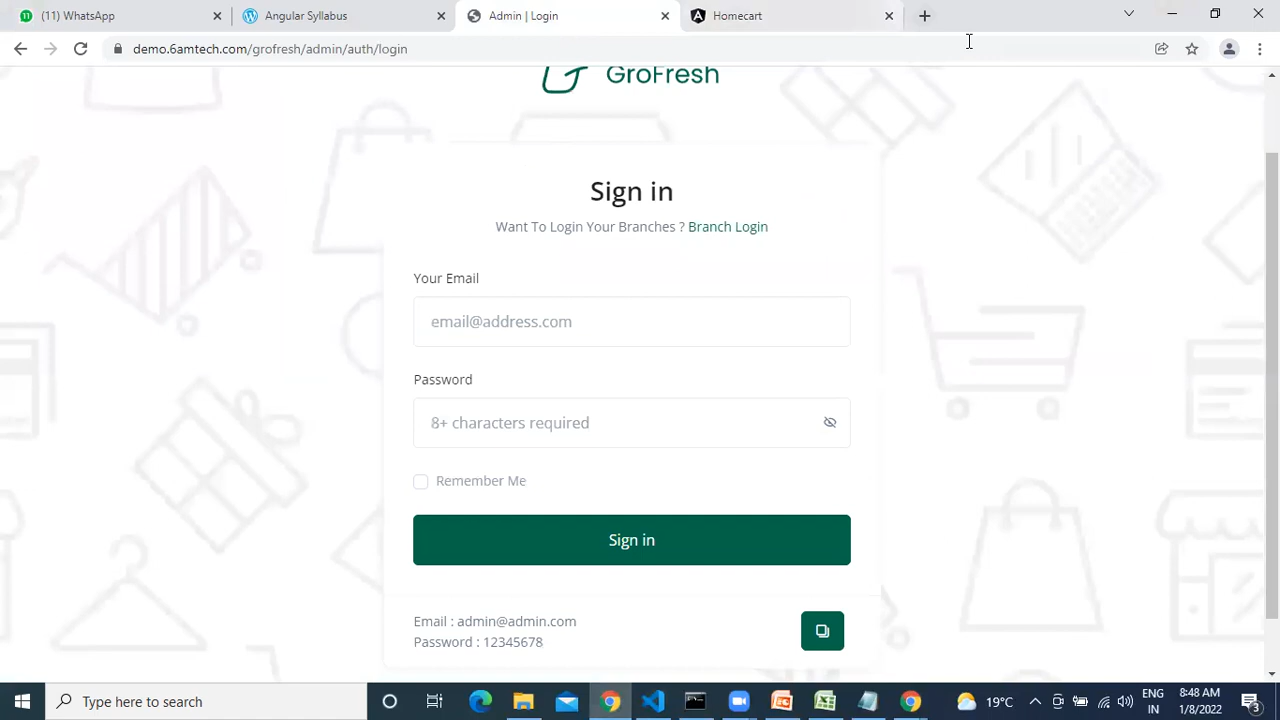 (11) WhatsApp
Angular Syllabus
Admin | Login
Homecart
demo.6amtech.com/grofresh/admin/auth/login
GroFresh
Sign in
Want To Login Your Branches ? Branch Login
Your Email
email@address.com
Password
8+ characters required
Remember Me
Sign in
Email : admin@admin.com
Password : 12345678
Type here to search
19°C
ENG
IN
8:48 AM
1/8/2022
3